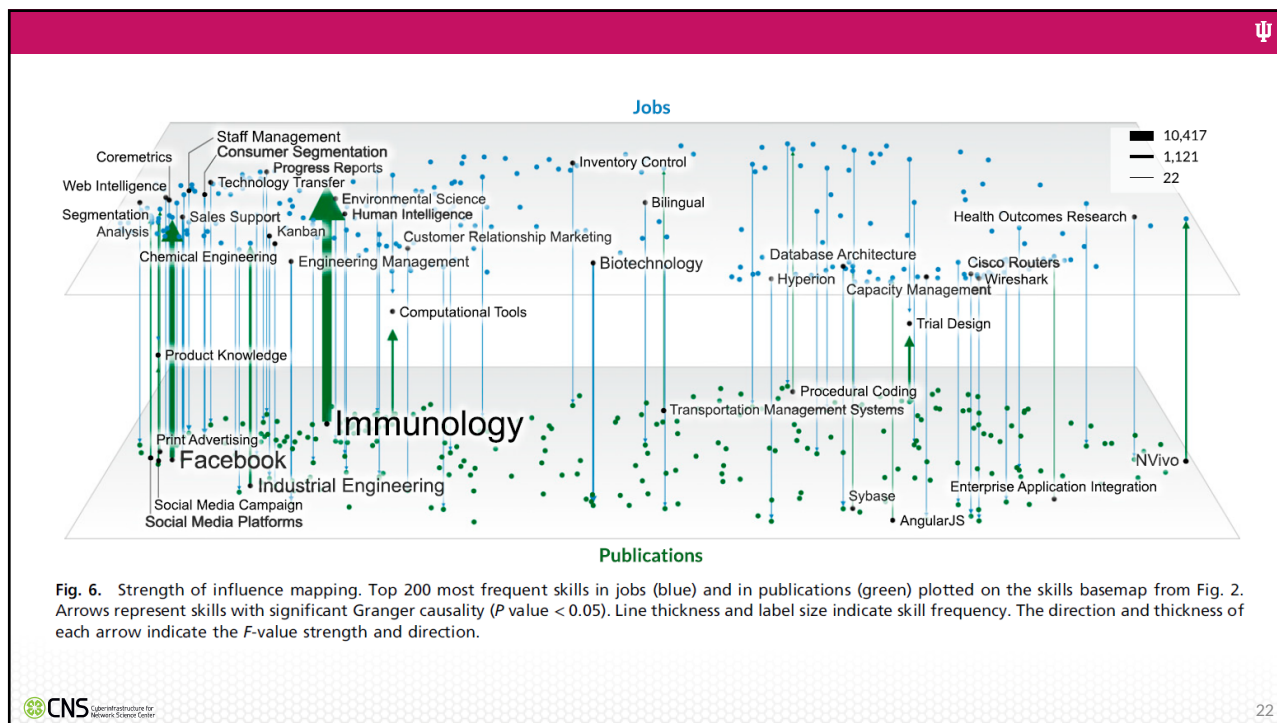 Jobs
10,417
1,121
22
Staff Management
Coremetrics
Consumer Segmentation
Progress Reports
Web Intelligence
Technology Transfer
Environmental Science
Segmentation
Analysis
Sales Support
Human Intelligence
Kanban
Customer Relationship Marketing
Chemical Engineering
Engineering Management
Inventory Control
Bilingual
Biotechnology
Health Outcomes Research
Database Architecture
Cisco Routers
Hyperion
Wireshark
Capacity Management
Computational Tools
Trial Design
Product Knowledge
Procedural Coding
Transportation Management Systems
Immunology
Print Advertising
Facebook
NVivo
Industrial Engineering
Enterprise Application Integration
Sybase
Social Media Campaign
AngularJS
Social Media Platforms
Publications
Fig. 6. Strength of influence mapping. Top 200 most frequent skills in jobs (blue) and in publications (green) plotted on the skills basemap from Fig. 2.
Arrows represent skills with significant Granger causality (P value < 0.05). Line thickness and label size indicate skill frequency. The direction and thickness of
each arrow indicate the F-value strength and direction.
CNS Cyberinfrastructure for
Network Science Center
22